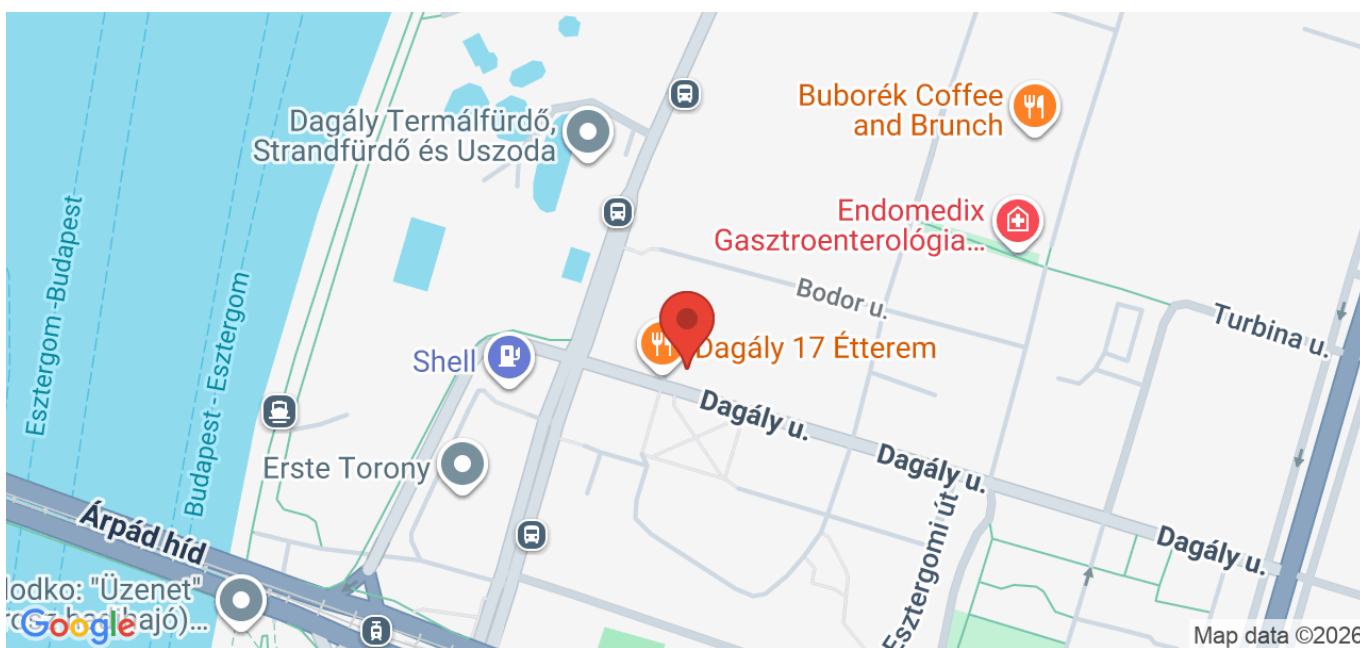 Buborék Coffee
and Brunch
Dagály Termálfürdő,
Strandfürdő és Uszoda
Endomedix
Gasztroenterológia...
Esztergom -Budapest
Budapest - Esztergom
Bodor u.
Turbina u.
Shell
Dagály 17 Étterem
Dagály u.
Dagály u.
Erste Torony
Esztergomi út
Dagály u.
Árpád híd
"Üzenet"
Google
Map data ©2026